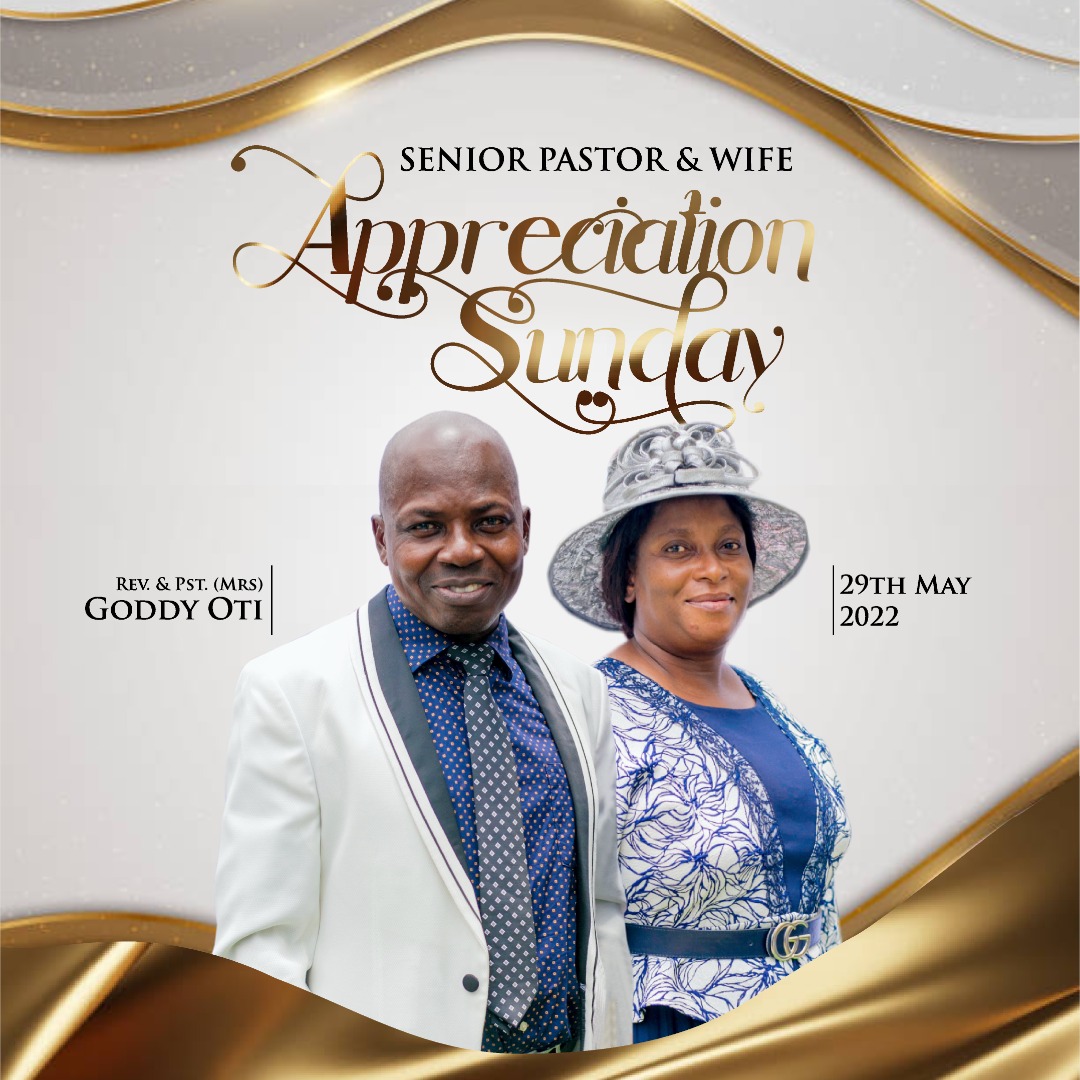 SENIOR PASTOR & WIFE
Appreciation
Sunday
REV. & PST. (MRS)
GODDY OTI
29TH MAY
2022